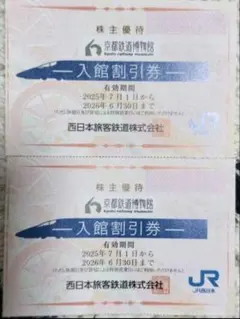 株主優待
京都鉄道博物館
KYOTO RAILWAY MUSEUM
入館割引券
有効期間
2025年7月1日から
2026年6月30日まで
西日本旅客鉄道株式会社
株主優待
京都鉄道博物館
KYOTO RAILWAY MUSEUM
入館割引券
有効期間
2025年7月1日から
2026年6月30日まで
西日本旅客鉄道株式会社
JR西日本